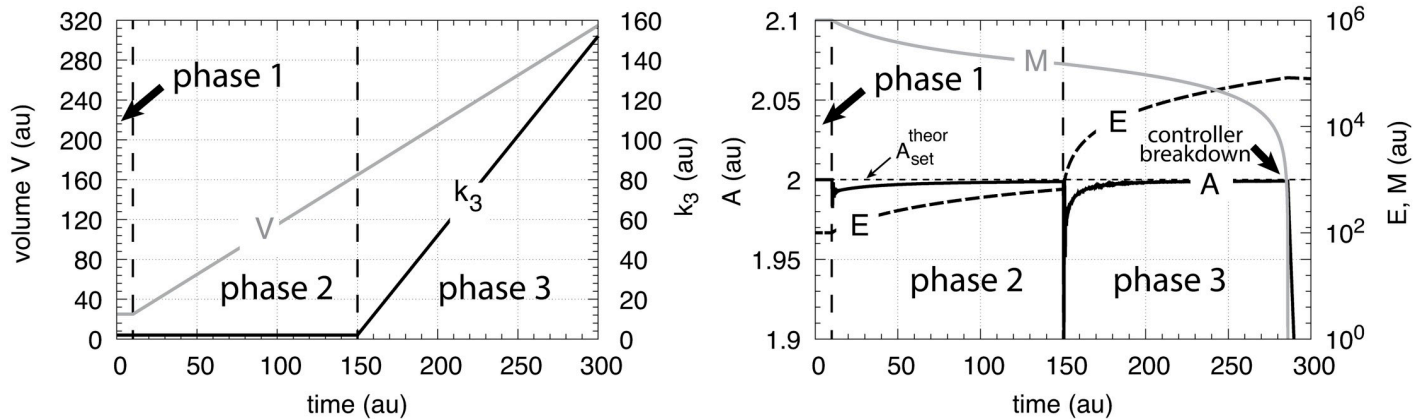 320
280
240
200
160
120
80
40
0
volume V (au)
0 50 100 150 200 250 300
time (au)
160
140
120
100
80
60
40
20
0
k3 (au)
phase 1
phase 2
phase 3
V
k3
2.1
2.05
2
1.95
1.9
A (au)
0 50 100 150 200 250 300
time (au)
10^6
10^4
10^2
10^0
E, M (au)
phase 1
M
E
controller
breakdown
A_set^theor
A
E
phase 2
phase 3